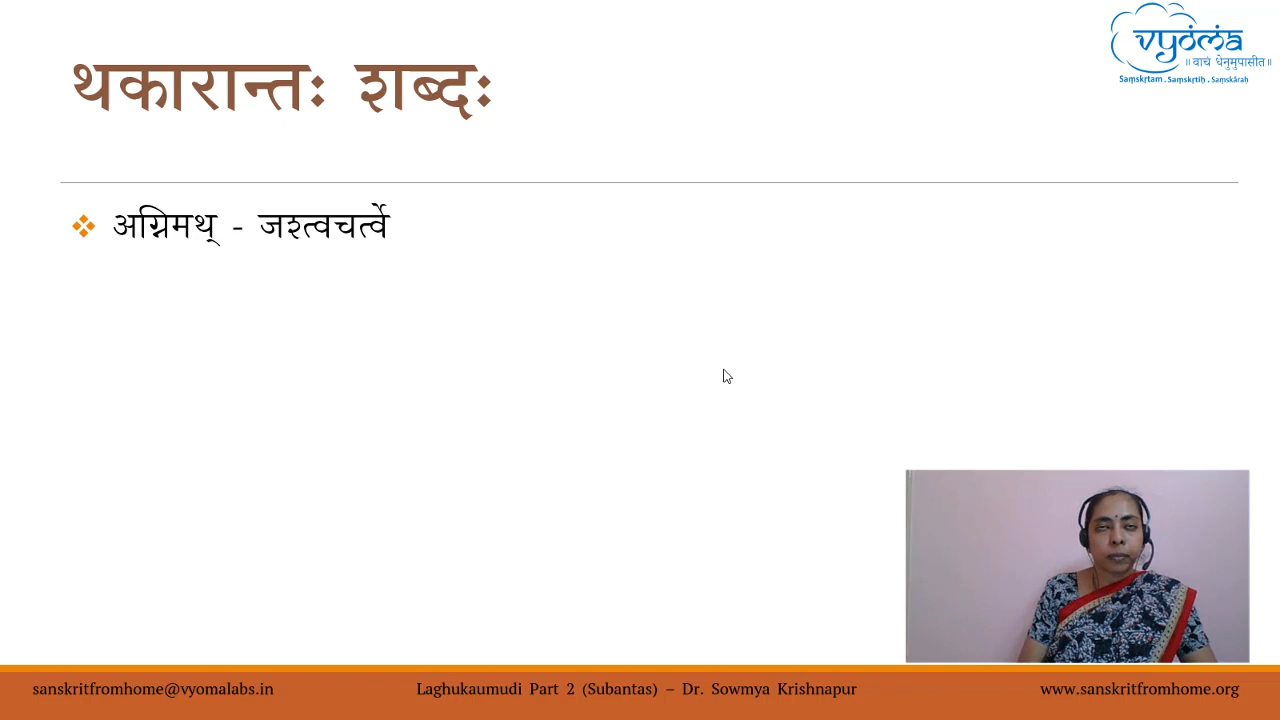 थकारान्तः शब्दः
vyoma
॥ वाचं धेनुमुपासीत॥
Saṃskṛtam . Saṃskṛtiḥ . Saṃskāraḥ
अग्निमथ् - जश्त्वचर्त्वे
sanskritfromhome@vyomalabs.in
Laghukaumudi Part 2 (Subantas) – Dr. Sowmya Krishnapur
www.sanskritfromhome.org